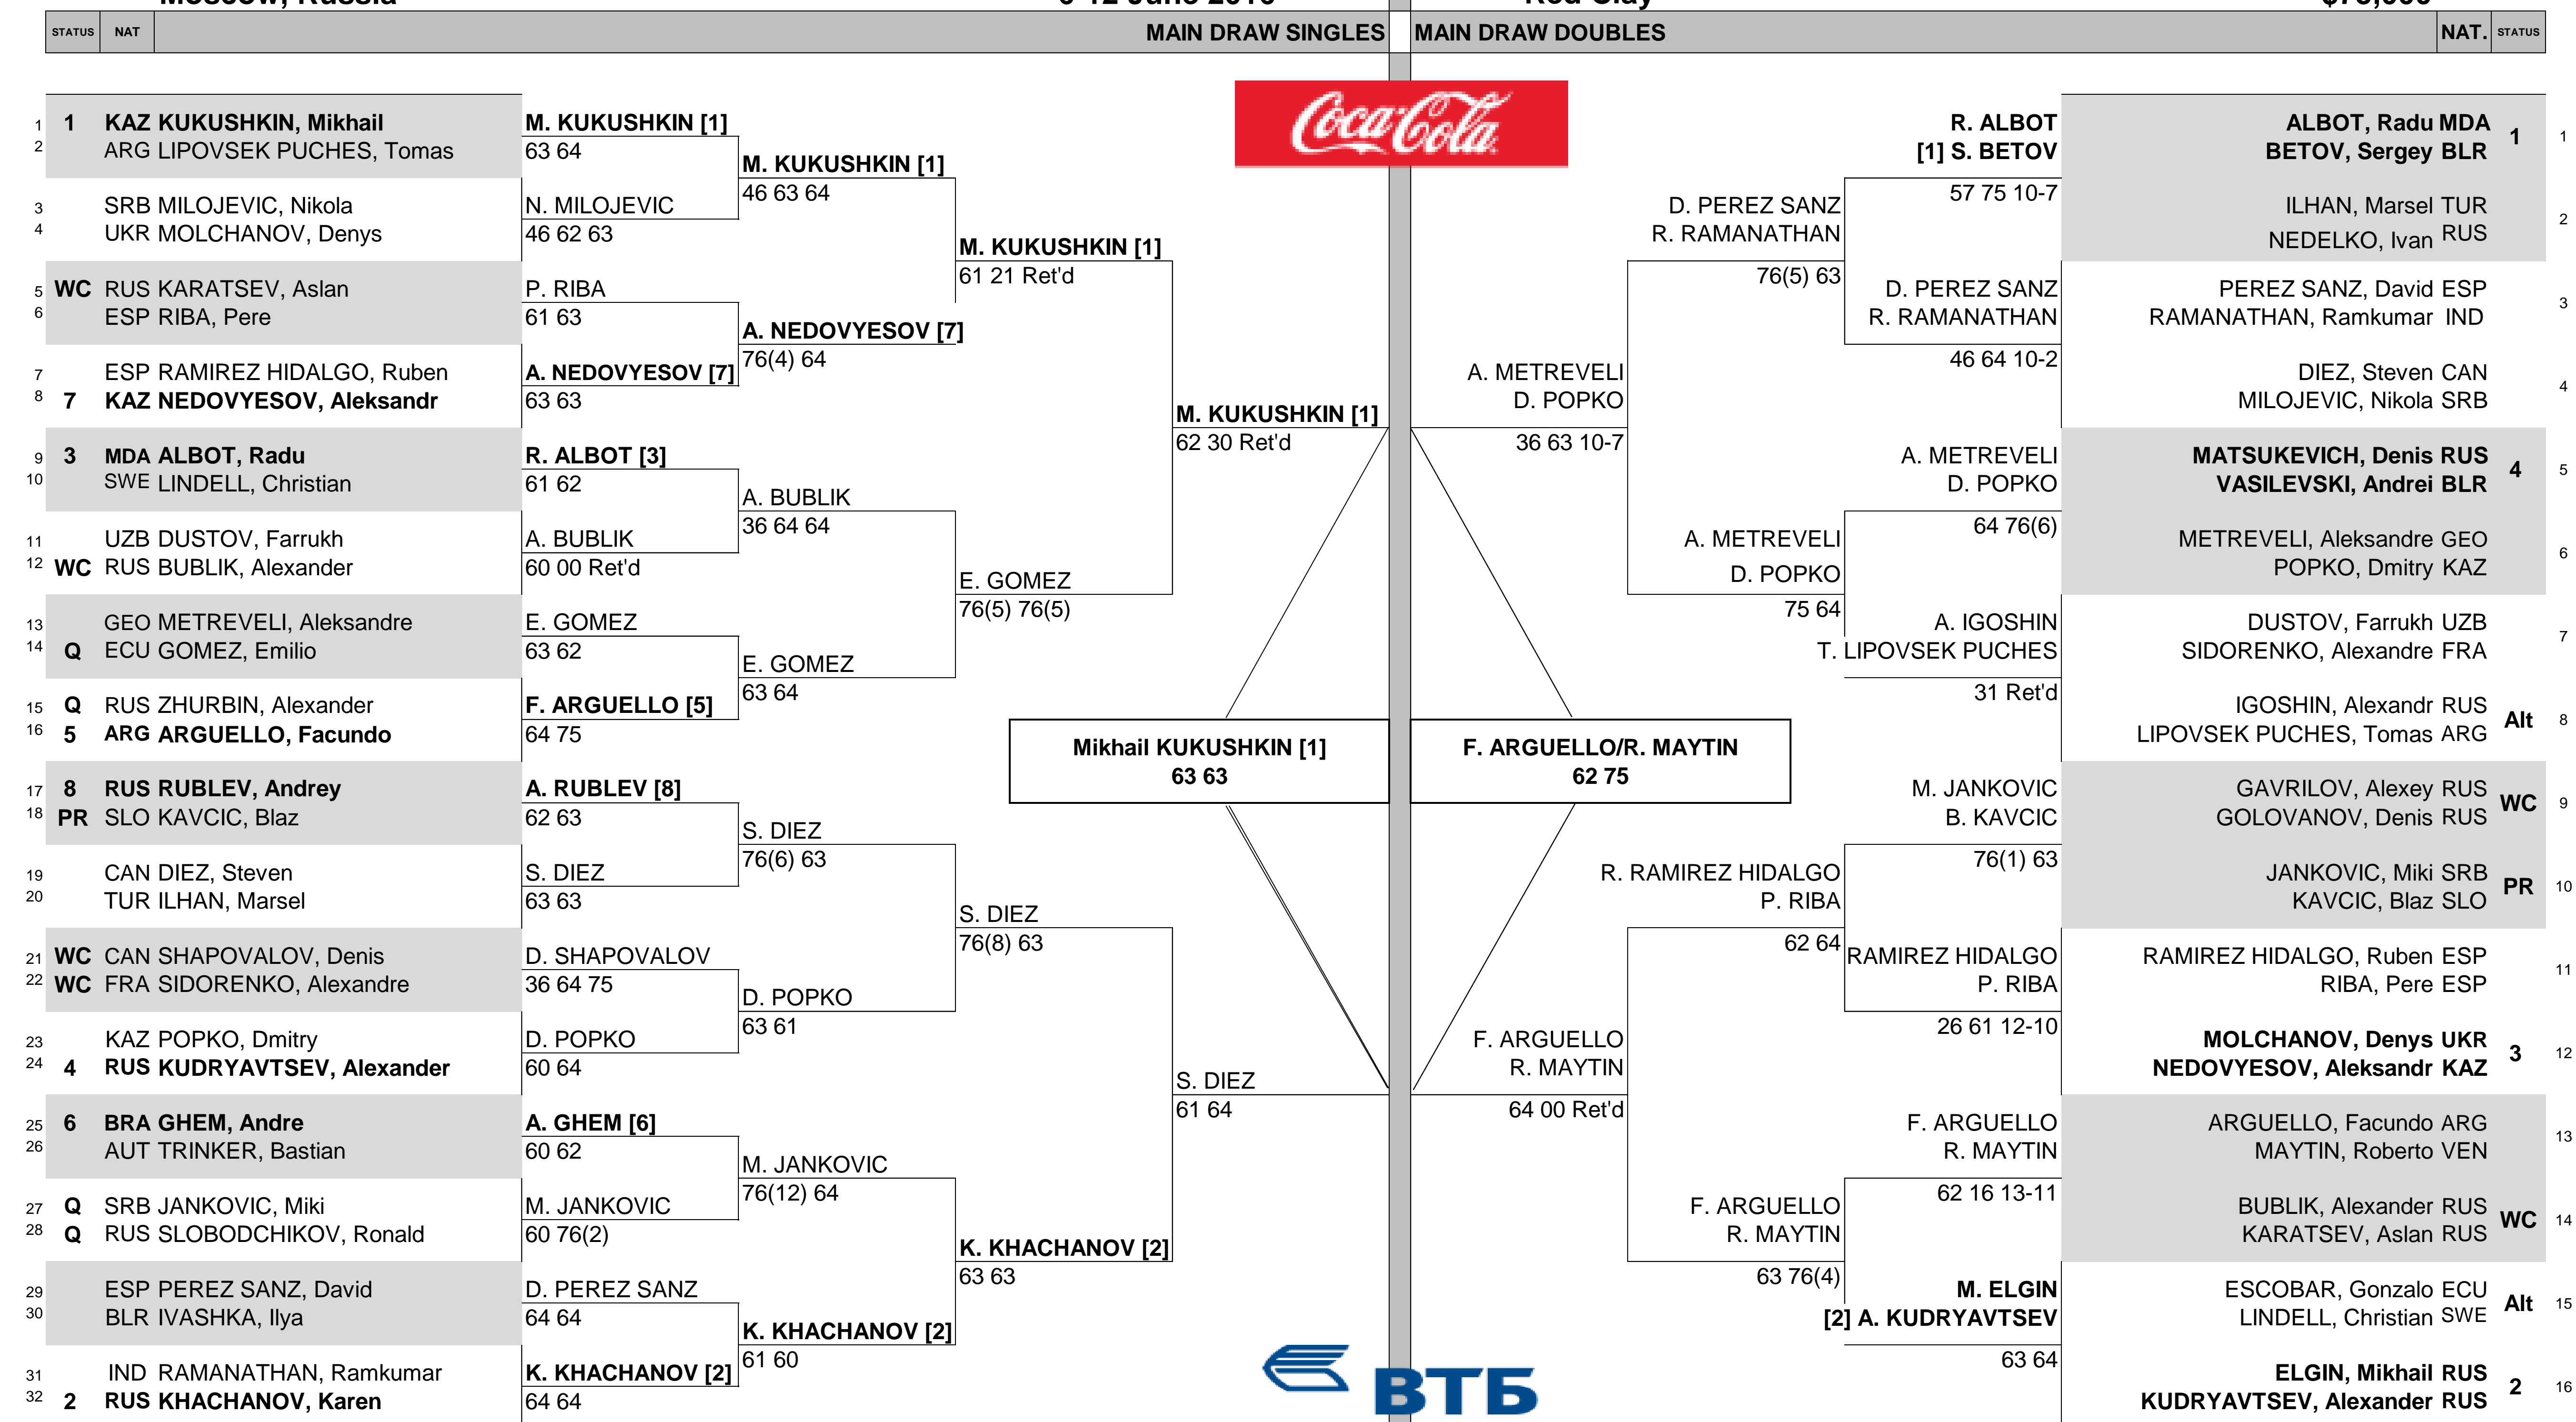 STATUS NAT MAIN DRAW SINGLES MAIN DRAW DOUBLES NAT. STATUS
Coca-Cola
1 1 KAZ KUKUSHKIN, Mikhail
2 ARG LIPOVSEK PUCHES, Tomas
3 SRB MILOJEVIC, Nikola
4 UKR MOLCHANOV, Denys
5 WC RUS KARATSEV, Aslan
6 ESP RIBA, Pere
7 ESP RAMIREZ HIDALGO, Ruben
8 7 KAZ NEDOVYESOV, Aleksandr
9 3 MDA ALBOT, Radu
10 SWE LINDELL, Christian
11 UZB DUSTOV, Farrukh
12 WC RUS BUBLIK, Alexander
13 GEO METREVELI, Aleksandre
14 Q ECU GOMEZ, Emilio
15 Q RUS ZHURBIN, Alexander
16 5 ARG ARGUELLO, Facundo
17 8 RUS RUBLEV, Andrey
18 PR SLO KAVCIC, Blaz
19 CAN DIEZ, Steven
20 TUR ILHAN, Marsel
21 WC CAN SHAPOVALOV, Denis
22 WC FRA SIDORENKO, Alexandre
23 KAZ POPKO, Dmitry
24 4 RUS KUDRYAVTSEV, Alexander
25 6 BRA GHEM, Andre
26 AUT TRINKER, Bastian
27 Q SRB JANKOVIC, Miki
28 Q RUS SLOBODCHIKOV, Ronald
29 ESP PEREZ SANZ, David
30 BLR IVASHKA, Ilya
31 IND RAMANATHAN, Ramkumar
32 2 RUS KHACHANOV, Karen
M. KUKUSHKIN [1]
63 64
N. MILOJEVIC
46 62 63
P. RIBA
61 63
A. NEDOVYESOV [7]
63 63
R. ALBOT [3]
61 62
A. BUBLIK
60 00 Ret'd
E. GOMEZ
63 62
F. ARGUELLO [5]
64 75
A. RUBLEV [8]
62 63
S. DIEZ
63 63
D. SHAPOVALOV
36 64 75
D. POPKO
60 64
A. GHEM [6]
60 62
M. JANKOVIC
60 76(2)
D. PEREZ SANZ
64 64
K. KHACHANOV [2]
64 64
M. KUKUSHKIN [1]
46 63 64
A. NEDOVYESOV [7]
76(4) 64
A. BUBLIK
36 64 64
E. GOMEZ
63 64
S. DIEZ
76(6) 63
D. POPKO
63 61
M. JANKOVIC
76(12) 64
K. KHACHANOV [2]
61 60
M. KUKUSHKIN [1]
61 21 Ret'd
E. GOMEZ
76(5) 76(5)
S. DIEZ
76(8) 63
K. KHACHANOV [2]
63 63
M. KUKUSHKIN [1]
62 30 Ret'd
S. DIEZ
61 64
Mikhail KUKUSHKIN [1]
63 63
F. ARGUELLO/R. MAYTIN
62 75
A. METREVELI
D. POPKO
36 63 10-7
F. ARGUELLO
R. MAYTIN
64 00 Ret'd
D. PEREZ SANZ
R. RAMANATHAN
76(5) 63
A. METREVELI
D. POPKO
75 64
R. RAMIREZ HIDALGO
P. RIBA
62 64
F. ARGUELLO
R. MAYTIN
63 76(4)
R. ALBOT
[1] S. BETOV
57 75 10-7
D. PEREZ SANZ
R. RAMANATHAN
46 64 10-2
A. METREVELI
D. POPKO
64 76(6)
A. IGOSHIN
T. LIPOVSEK PUCHES
31 Ret'd
M. JANKOVIC
B. KAVCIC
76(1) 63
RAMIREZ HIDALGO
P. RIBA
26 61 12-10
F. ARGUELLO
R. MAYTIN
62 16 13-11
M. ELGIN
[2] A. KUDRYAVTSEV
63 64
ALBOT, Radu MDA 1 1
BETOV, Sergey BLR
ILHAN, Marsel TUR 2
NEDELKO, Ivan RUS
PEREZ SANZ, David ESP 3
RAMANATHAN, Ramkumar IND
DIEZ, Steven CAN 4
MILOJEVIC, Nikola SRB
MATSUKEVICH, Denis RUS 4 5
VASILEVSKI, Andrei BLR
METREVELI, Aleksandre GEO 6
POPKO, Dmitry KAZ
DUSTOV, Farrukh UZB 7
SIDORENKO, Alexandre FRA
IGOSHIN, Alexandr RUS Alt 8
LIPOVSEK PUCHES, Tomas ARG
GAVRILOV, Alexey RUS WC 9
GOLOVANOV, Denis RUS
JANKOVIC, Miki SRB PR 10
KAVCIC, Blaz SLO
RAMIREZ HIDALGO, Ruben ESP 11
RIBA, Pere ESP
MOLCHANOV, Denys UKR 3 12
NEDOVYESOV, Aleksandr KAZ
ARGUELLO, Facundo ARG 13
MAYTIN, Roberto VEN
BUBLIK, Alexander RUS WC 14
KARATSEV, Aslan RUS
ESCOBAR, Gonzalo ECU Alt 15
LINDELL, Christian SWE
ELGIN, Mikhail RUS 2 16
KUDRYAVTSEV, Alexander RUS
ВТБ